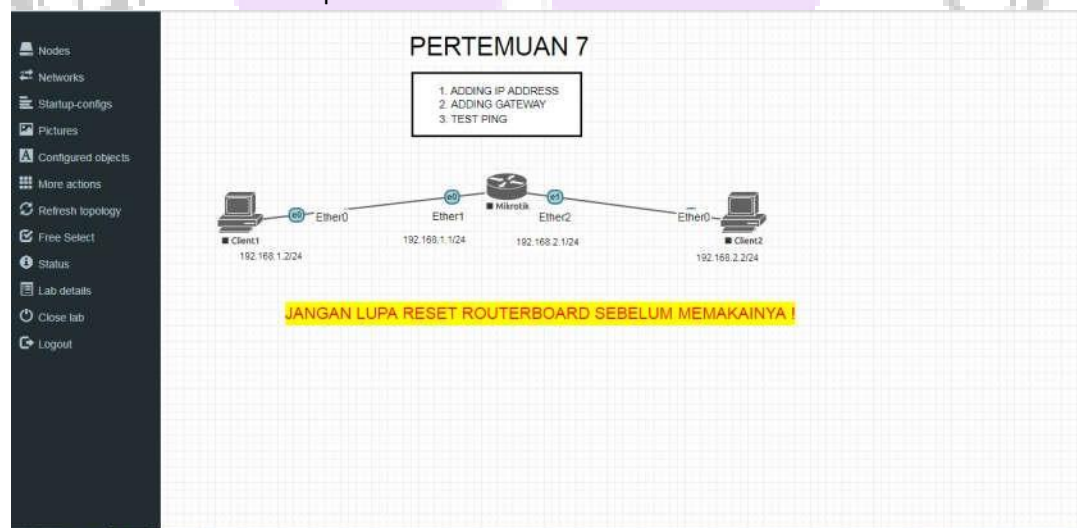 PERTEMUAN 7
1. ADDING IP ADDRESS
2. ADDING GATEWAY
3. TEST PING
Nodes
Networks
Startup-configs
Pictures
Configured objects
More actions
Refresh topology
Free Select
Status
Lab details
Close lab
Logout
e0
Ether0
Client1
192.168.1.2/24
e0
Ether1
192.168.1.1/24
Mikrotik
e1
Ether2
192.168.2.1/24
Ether0
Client2
192.168.2.2/24
JANGAN LUPA RESET ROUTERBOARD SEBELUM MEMAKAINYA !